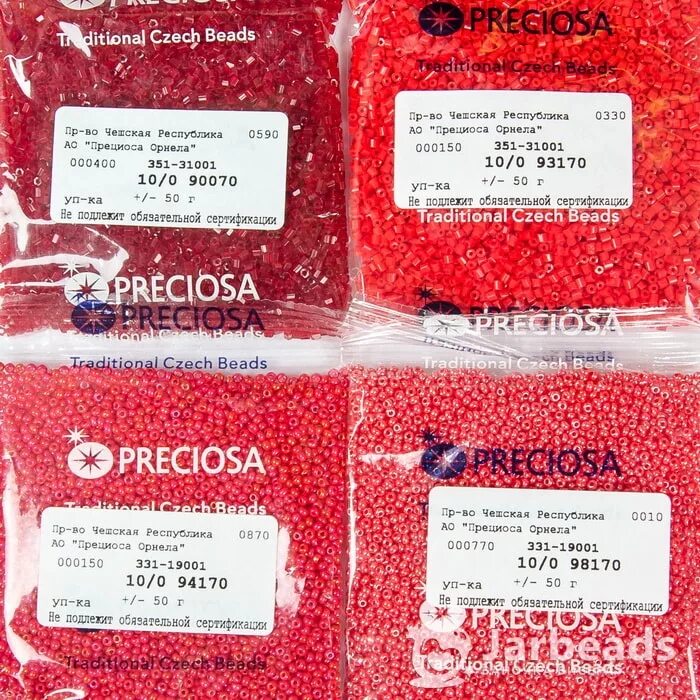 PRECIOSA
Traditional Czech Beads
Пр-во Чешская Республика 0590
АО "Прециоса Орнела"
000400 351-31001
10/0 90070
уп-ка +/- 50 г
Не подлежит обязательной сертификации
PRECIOSA
PRECIOSA
Traditional Czech Beads
PRECIOSA
Traditional Czech Beads
Пр-во Чешская Республика 0330
АО "Прециоса Орнела"
000150 351-31001
10/0 93170
уп-ка +/- 50 г
Не подлежит обязательной сертификации
Traditional Czech Beads
PRECIOSA
Traditional Czech Beads
PRECIOSA
Traditional Czech Beads
Пр-во Чешская Республика 0870
АО "Прециоса Орнела"
000150 331-19001
10/0 94170
уп-ка +/- 50 г
Не подлежит обязательной сертификации
Traditional Czech Beads
PRECIOSA
Пр-во Чешская Республика 0010
АО "Прециоса Орнела"
000770 331-19001
10/0 98170
уп-ка +/- 50 г
Не подлежит обязательной сертификации
PRECIOSA
Jarbeads
Traditional Czech Beads